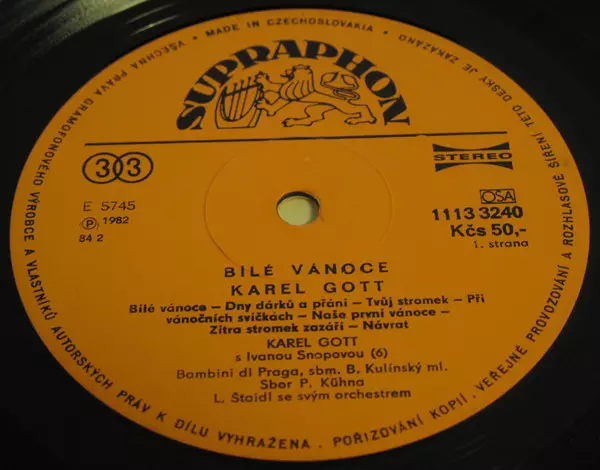 VŠECHNA PRÁVA GRAMOFONOVÉHO VÝROBCE A VLASTNÍKŮ AUTORSKÝCH PRÁV K DÍLU VYHRAŽENA. POŘIZOVÁNÍ KOPIÍ, VEŘEJNÉ PROVOZOVÁNÍ A ROZHLASOVÉ ŠÍŘENÍ TÉTO DESKY JE ZAKÁZÁNO • MADE IN CZECHOSLOVAKIA •
SUPRAPHON
33
STEREO
E 5745
OSA
Ⓟ 1982
1113 3240
84 2
Kčs 50,-
1. strana
BÍLÉ VÁNOCE
KAREL GOTT
Bílé vánoce – Dny dárků a přání – Tvůj stromek – Při
vánočních svíčkách – Naše první vánoce –
Zítra stromek zazáří – Návrat
KAREL GOTT
s Ivanou Snopovou (6)
Bambini di Praga, sbm. B. Kulínský ml.
Sbor P. Kühna
L. Štaidl se svým orchestrem